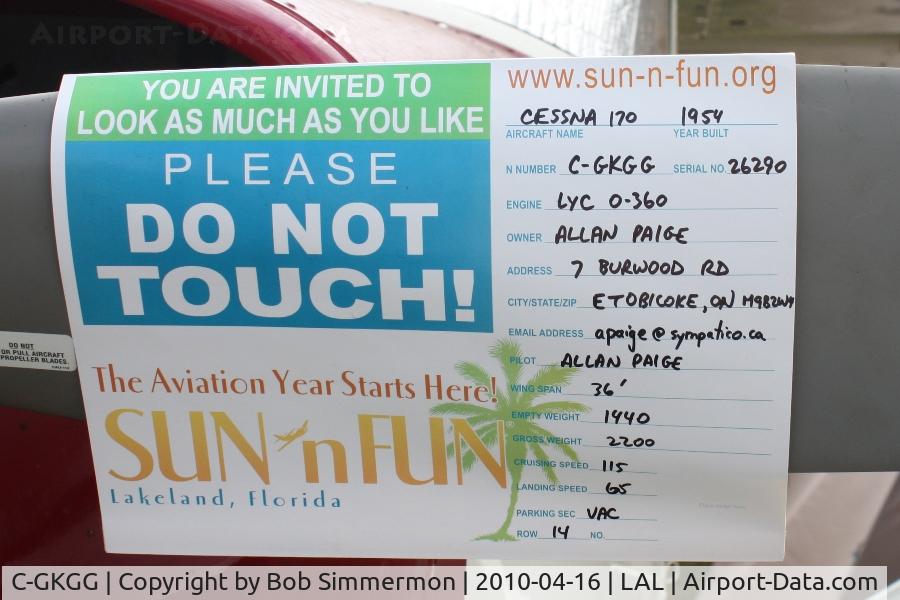 AIRPORT-DATA.COM
YOU ARE INVITED TO
LOOK AS MUCH AS YOU LIKE
PLEASE
DO NOT
TOUCH!
The Aviation Year Starts Here!
SUN 'n FUN
Lakeland, Florida
www.sun-n-fun.org
CESSNA 170 1954
AIRCRAFT NAME YEAR BUILT
N NUMBER C-GKGG SERIAL NO. 26290
ENGINE LYC O-360
OWNER ALLAN PAIGE
ADDRESS 7 BURWOOD RD
CITY/STATE/ZIP ETOBICOKE, ON
EMAIL ADDRESS apaige@sympatico.ca
PILOT ALLAN PAIGE
WING SPAN 36'
EMPTY WEIGHT 1440
GROSS WEIGHT 2200
CRUISING SPEED 115
LANDING SPEED 65
PARKING SEC VAC
ROW 14 NO.
DO NOT
OR PULL AIRCRAFT
PROPELLER BLADES.
C-GKGG | Copyright by Bob Simmermon | 2010-04-16 | LAL | Airport-Data.com